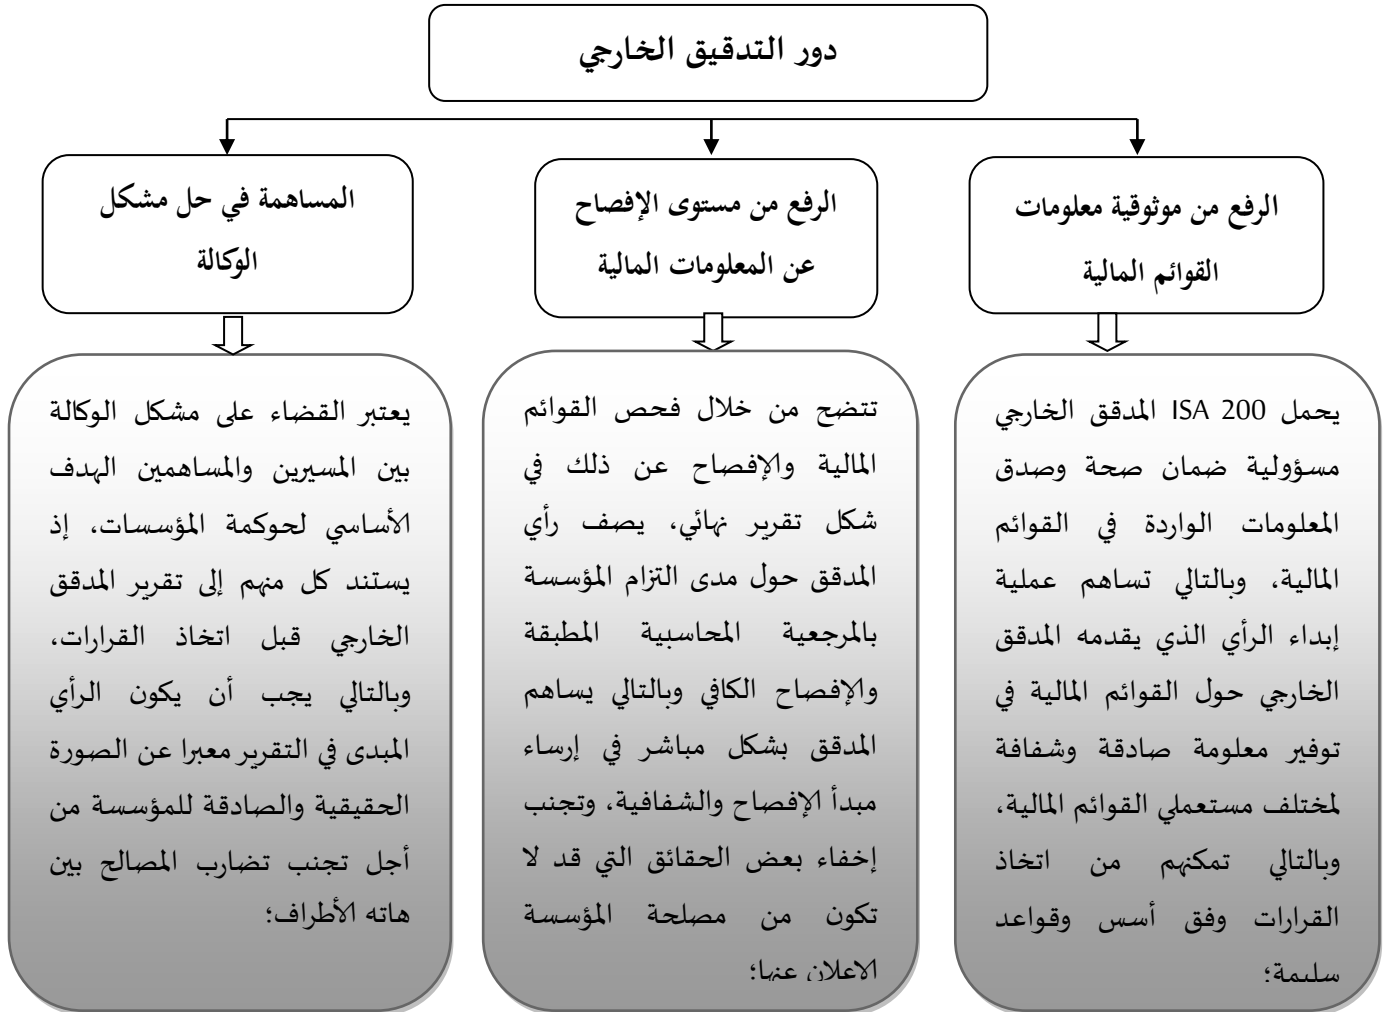 دور التدقيق الخارجي
الرفع من موثوقية معلومات
القوائم المالية
الرفع من مستوى الإفصاح
عن المعلومات المالية
المساهمة في حل مشكل
الوكالة
يحمل ISA 200 المدقق الخارجي
مسؤولية ضمان صحة وصدق
المعلومات الواردة في القوائم
المالية، وبالتالي تساهم عملية
إبداء الرأي الذي يقدمه المدقق
الخارجي حول القوائم المالية في
توفير معلومة صادقة وشفافة
لمختلف مستعملي القوائم المالية،
وبالتالي تمكنهم من اتخاذ
القرارات وفق أسس وقواعد
سليمة؛
تتضح من خلال فحص القوائم
المالية والإفصاح عن ذلك في
شكل تقرير نهائي، يصف رأي
المدقق حول مدى التزام المؤسسة
بالمرجعية المحاسبية المطبقة
والإفصاح الكافي وبالتالي يساهم
المدقق بشكل مباشر في إرساء
مبدأ الإفصاح والشفافية، وتجنب
إخفاء بعض الحقائق التي قد لا
تكون من مصلحة المؤسسة
الاعلان عنها؛
يعتبر القضاء على مشكل الوكالة
بين المسيرين والمساهمين الهدف
الأساسي لحوكمة المؤسسات، إذ
يستند كل منهم إلى تقرير المدقق
الخارجي قبل اتخاذ القرارات،
وبالتالي يجب أن يكون الرأي
المبدى في التقرير معبرا عن الصورة
الحقيقية والصادقة للمؤسسة من
أجل تجنب تضارب المصالح بين
هاته الأطراف؛